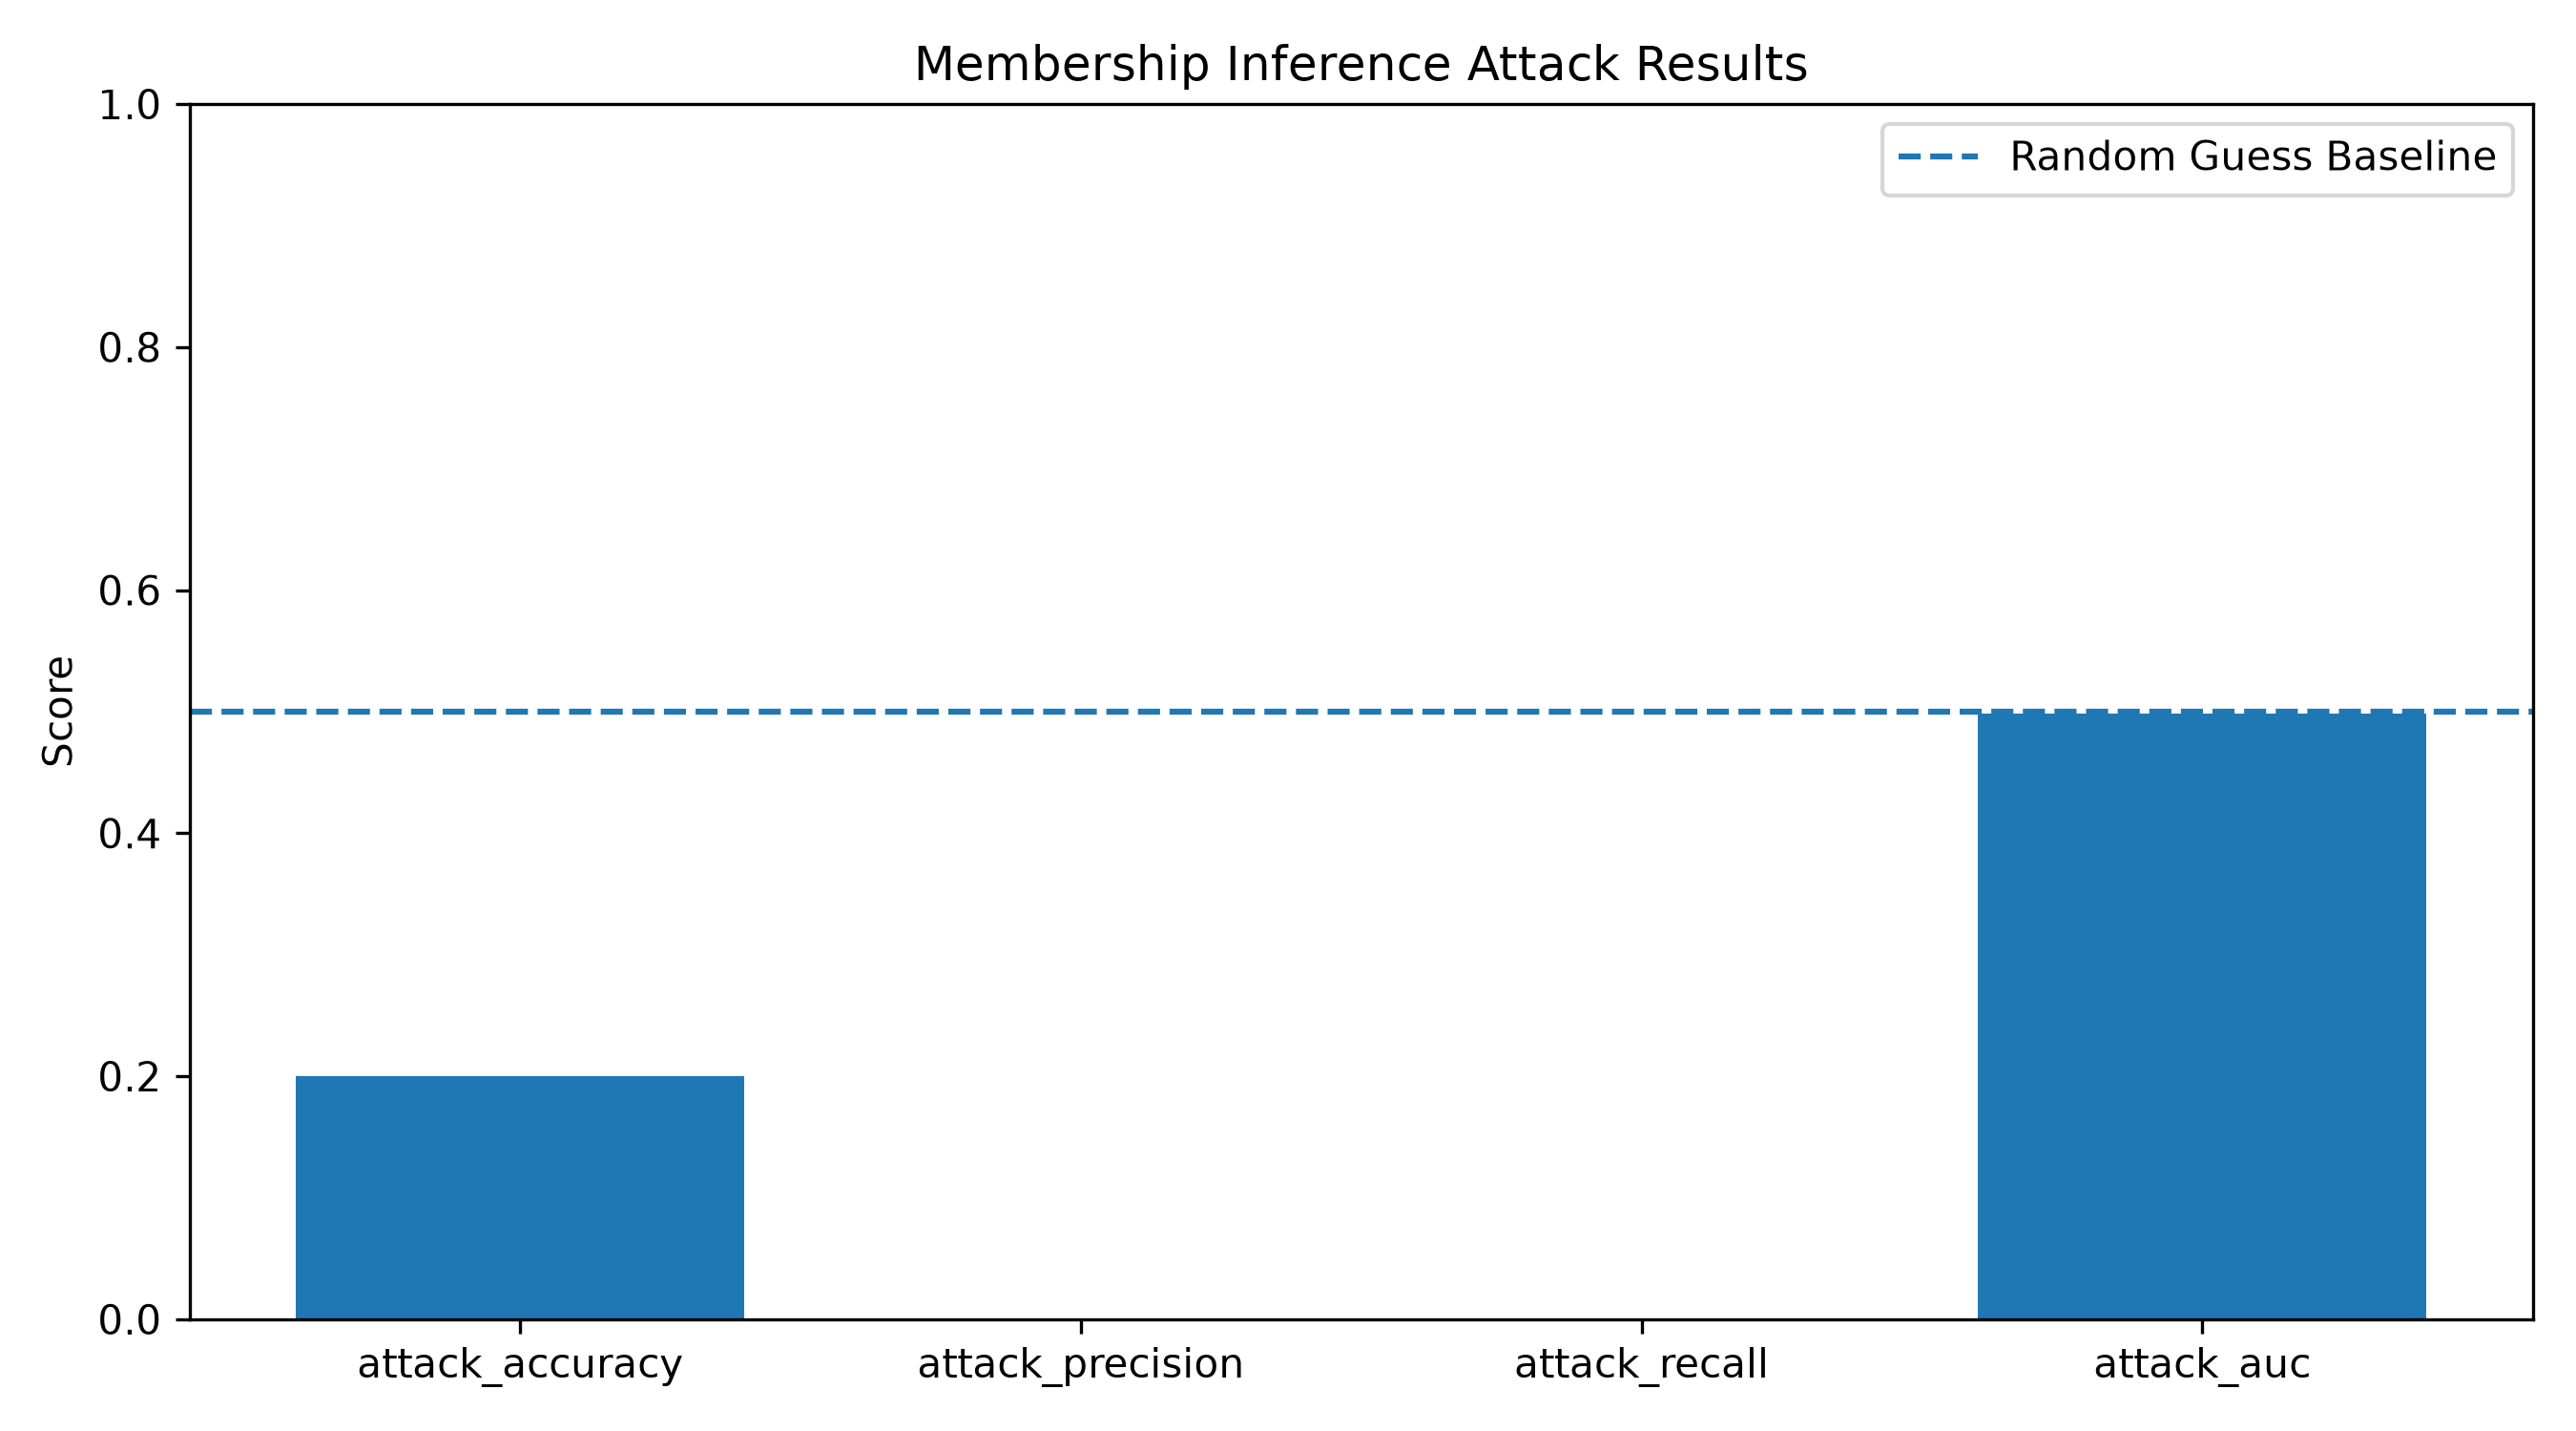 Membership Inference Attack Results
Random Guess Baseline
1.0
0.8
0.6
0.4
0.2
0.0
Score
attack_accuracy
attack_precision
attack_recall
attack_auc